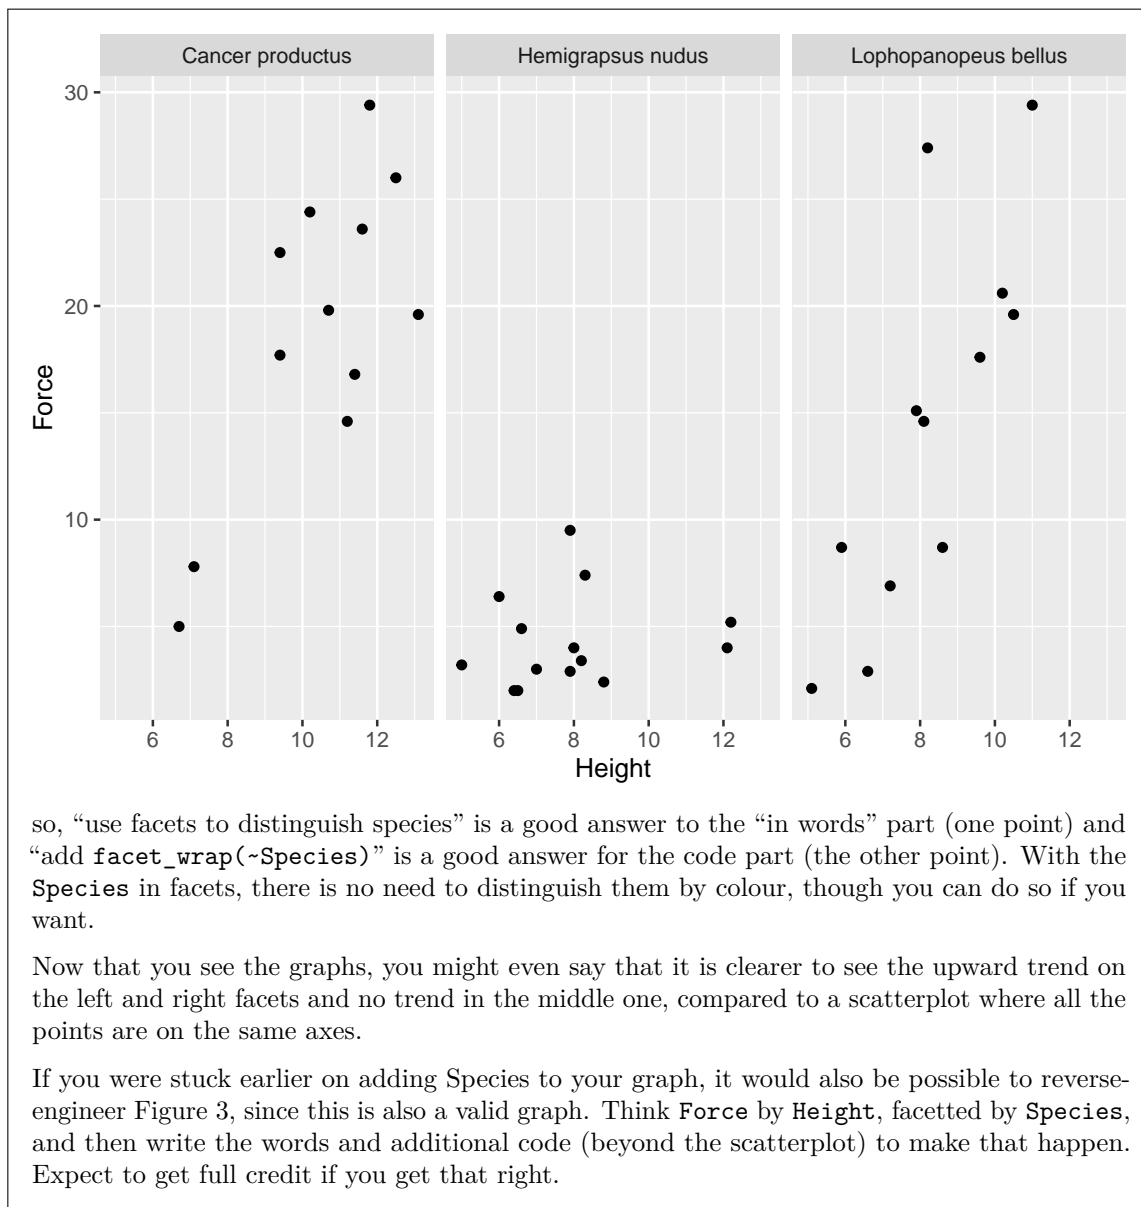 Cancer productus Hemigrapsus nudus Lophopanopeus bellus
30
20
10
Force
6 8 10 12 6 8 10 12 6 8 10 12
Height
so, “use facets to distinguish species” is a good answer to the “in words” part (one point) and
“add facet_wrap(~Species)” is a good answer for the code part (the other point). With the
Species in facets, there is no need to distinguish them by colour, though you can do so if you
want.
Now that you see the graphs, you might even say that it is clearer to see the upward trend on
the left and right facets and no trend in the middle one, compared to a scatterplot where all the
points are on the same axes.
If you were stuck earlier on adding Species to your graph, it would also be possible to reverse-
engineer Figure 3, since this is also a valid graph. Think Force by Height, facetted by Species,
and then write the words and additional code (beyond the scatterplot) to make that happen.
Expect to get full credit if you get that right.